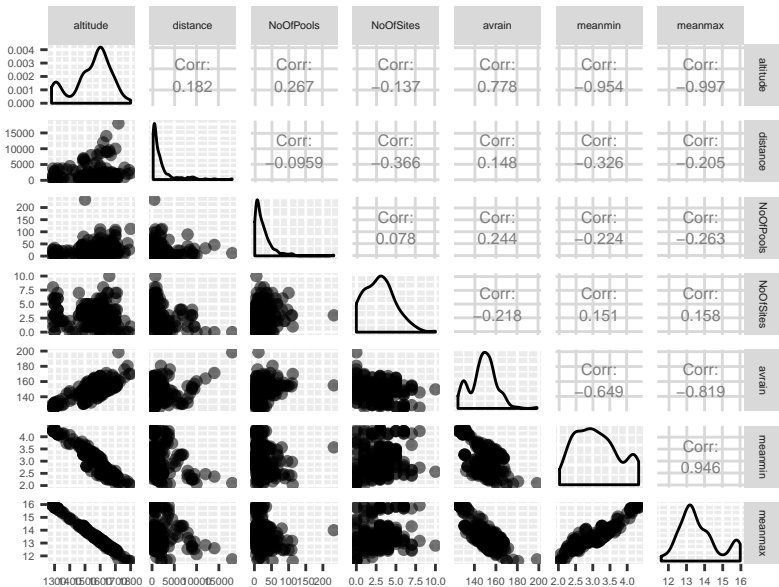 altitude distance NoOfPools NoOfSites avrain meanmin meanmax
0.004
0.003
0.002
0.001
0.000
Corr: Corr: Corr: Corr: Corr: Corr:
0.182 0.267 −0.137 0.778 −0.954 −0.997
altitude
15000
10000
5000
0
Corr: Corr: Corr: Corr: Corr:
−0.0959 −0.366 0.148 −0.326 −0.205
distance
200
150
100
50
0
Corr: Corr: Corr: Corr:
0.078 0.244 −0.224 −0.263
NoOfPools
10.0
7.5
5.0
2.5
0.0
Corr: Corr: Corr:
−0.218 0.151 0.158
NoOfSites
200
180
160
140
Corr: Corr:
−0.649 −0.819
avrain
4.0
3.5
3.0
2.5
2.0
Corr:
0.946
meanmin
16
15
14
13
12
meanmax
130014001500160017001800 0 50001000015000 0 50 100150200 0.0 2.5 5.0 7.5 10.0 140 160 180 200 2.0 2.5 3.0 3.5 4.0 12 13 14 15 16